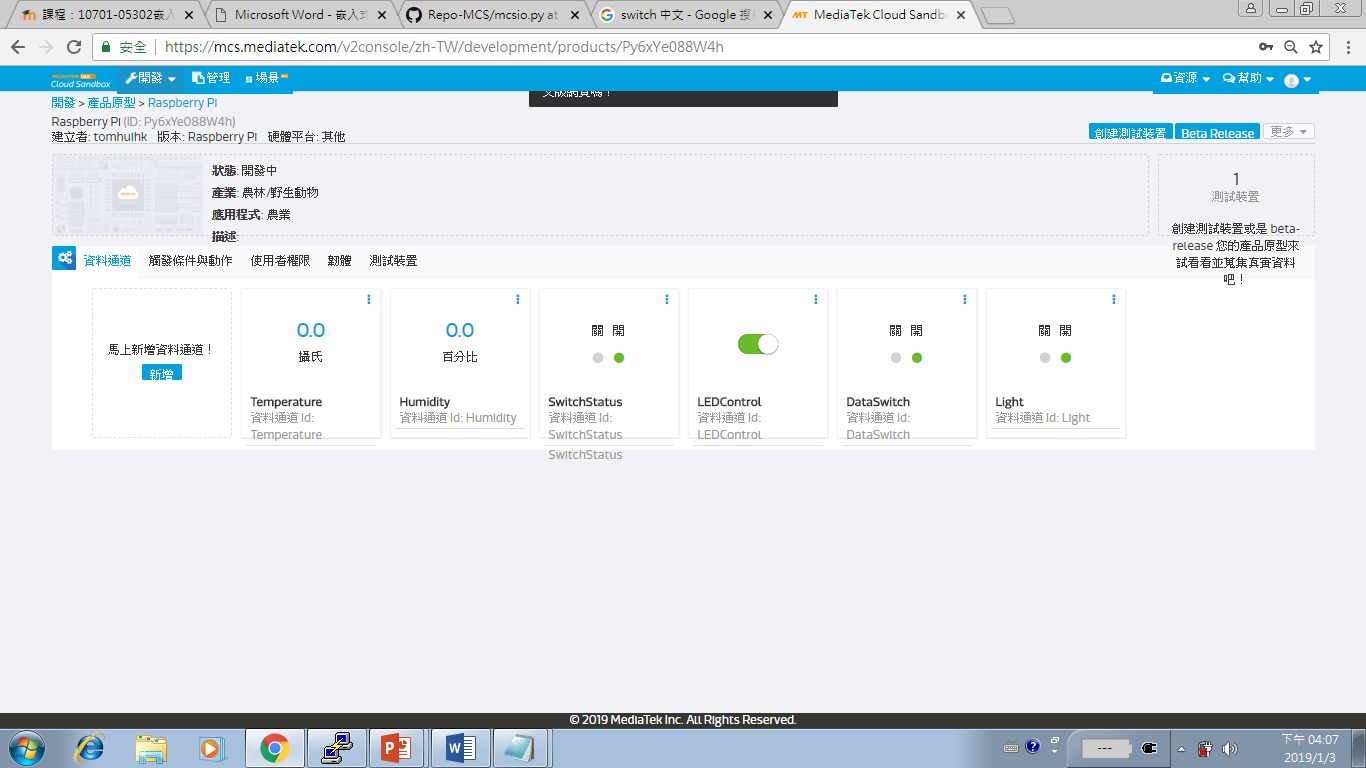 課程：10701-05302嵌入
Microsoft Word - 嵌入式
Repo-MCS/mcsio.py at
switch 中文 - Google 搜尋
MediaTek Cloud Sandb
安全 https://mcs.mediatek.com/v2console/zh-TW/development/products/Py6xYe088W4h
Cloud Sandbox 開發 管理 場景 資源 幫助
開發 > 產品原型 > Raspberry PI
Raspberry PI (ID: Py6xYe088W4h)
建立者: tomhuihk 版本: Raspberry PI 硬體平台: 其他
創建測試裝置 Beta Release 更多
狀態: 開發中
產業: 農林/野生動物
應用程式: 農業
描述:
1
測試裝置
創建測試裝置或是 beta-
release 您的產品原型來
試看看並蒐集真實資料
吧！
資料通道 觸發條件與動作 使用者權限 韌體 測試裝置
馬上新增資料通道！
新增
0.0
攝氏
Temperature
資料通道 Id:
Temperature
0.0
百分比
Humidity
資料通道 Id: Humidity
關 開
SwitchStatus
資料通道 Id:
SwitchStatus
SwitchStatus
LEDControl
資料通道 Id:
LEDControl
關 開
DataSwitch
資料通道 Id:
DataSwitch
關 開
Light
資料通道 Id: Light
© 2019 MediaTek Inc. All Rights Reserved.
下午 04:07
2019/1/3